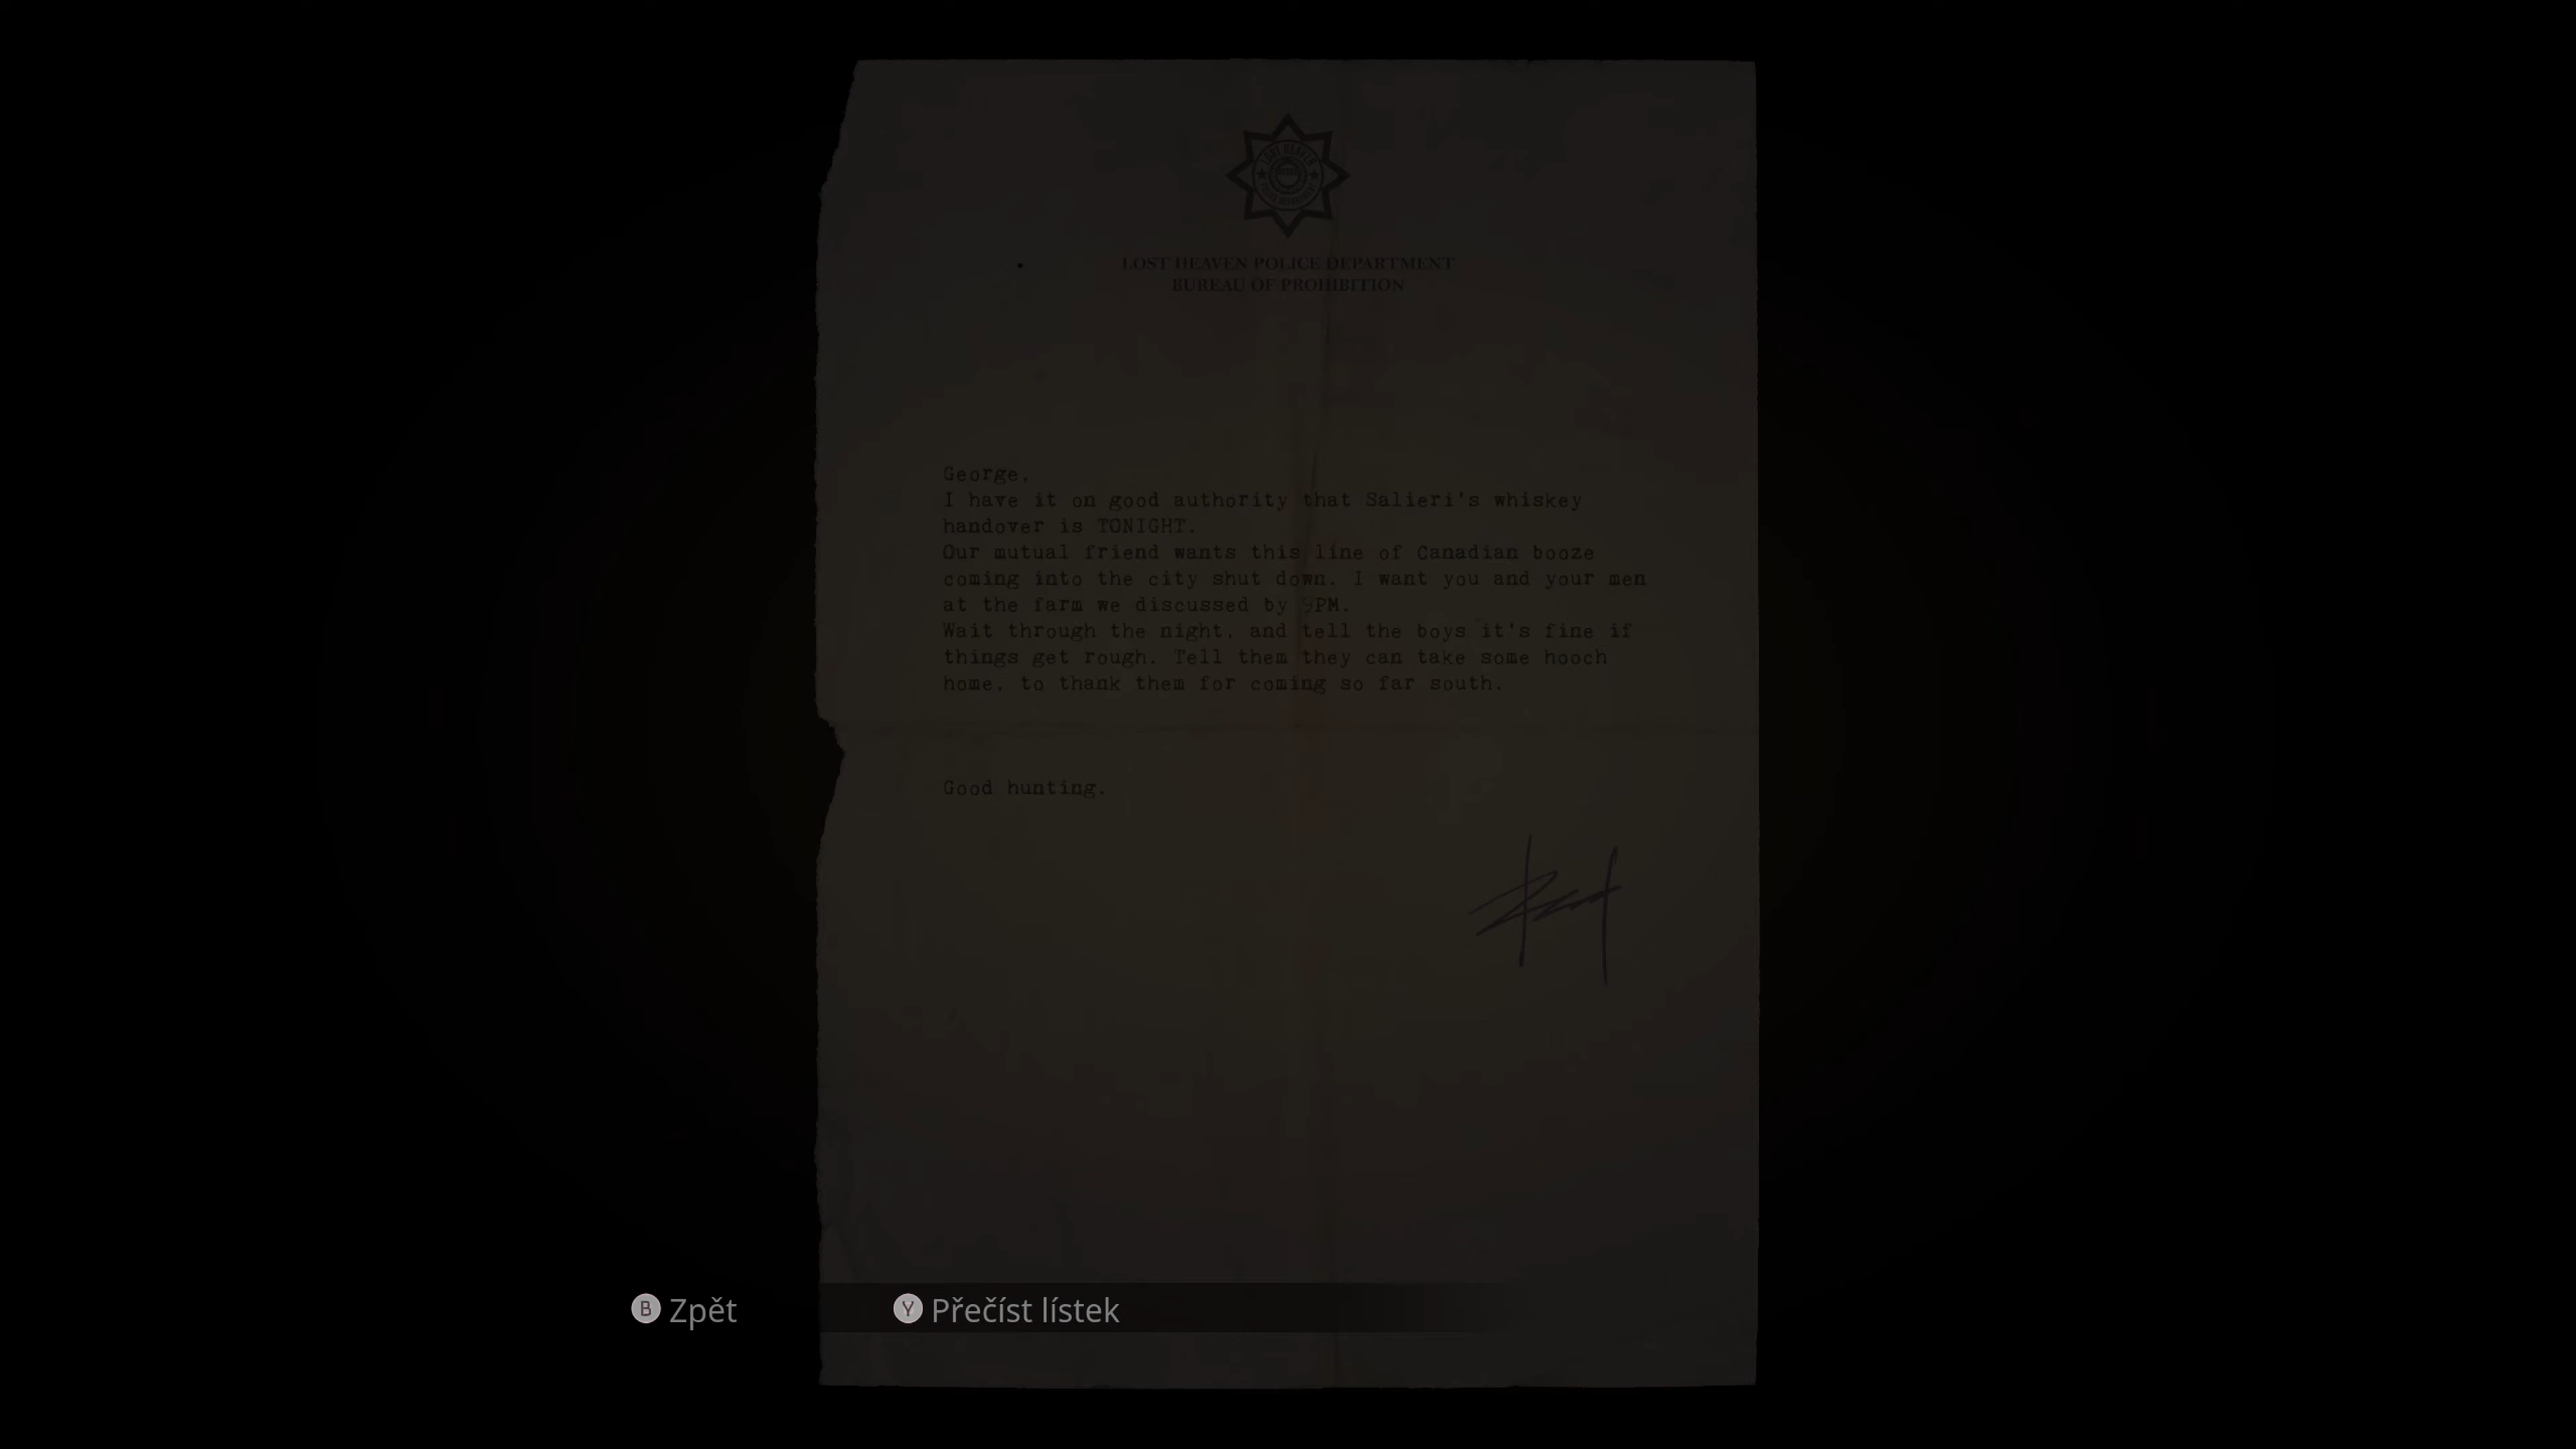 LOST HEAVEN
LOST HEAVEN POLICE DEPARTMENT
BUREAU OF PROHIBITION
George,
I have it on good authority that Salieri's whiskey
handover is TONIGHT.
Our mutual friend wants this line of Canadian booze
coming into the city shut down. I want you and your men
at the farm we discussed by 9PM.
Wait through the night, and tell the boys it's fine if
things get rough. Tell them they can take some hooch
home, to thank them for coming so far south.
Good hunting.
B Zpět
Y Přečíst lístek